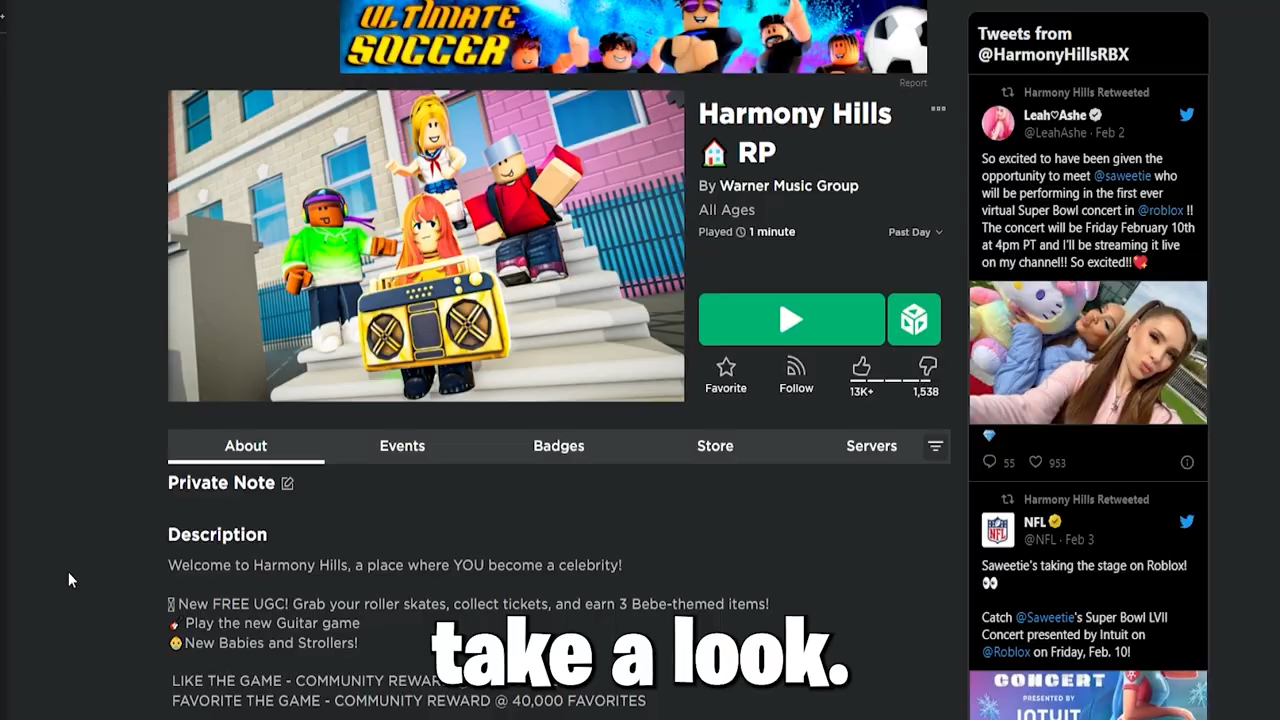 ULTIMATE
SOCCER
Report
Harmony Hills
🏠 RP
By Warner Music Group
All Ages
Played 1 minute
Past Day
Favorite
Follow
13K+
1,538
About
Events
Badges
Store
Servers
Private Note
Description
Welcome to Harmony Hills, a place where YOU become a celebrity!
New FREE UGC! Grab your roller skates, collect tickets, and earn 3 Bebe-themed items!
🎸 Play the new Guitar game
👶 New Babies and Strollers!
LIKE THE GAME - COMMUNITY REWAR
FAVORITE THE GAME - COMMUNITY REWARD @ 40,000 FAVORITES
take a look.
Tweets from
@HarmonyHillsRBX
Harmony Hills Retweeted
Leah♡Ashe
@LeahAshe · Feb 2
So excited to have been given the
opportunity to meet @saweetie who
will be performing in the first ever
virtual Super Bowl concert in @roblox !!
The concert will be Friday February 10th
at 4pm PT and I'll be streaming it live
on my channel!! So excited!!💘
💎
55
953
Harmony Hills Retweeted
NFL
@NFL · Feb 3
Saweetie's taking the stage on Roblox!
👀
Catch @Saweetie's Super Bowl LVII
Concert presented by Intuit on
@Roblox on Friday, Feb. 10!
CONCERT
PRESENTED BY
INTUIT